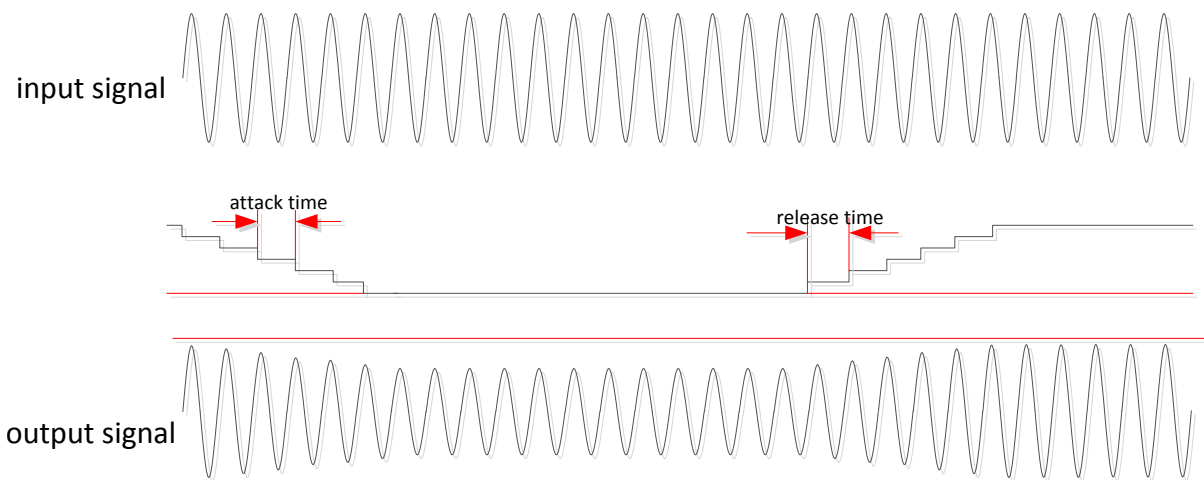 input signal
attack time
release time
output signal